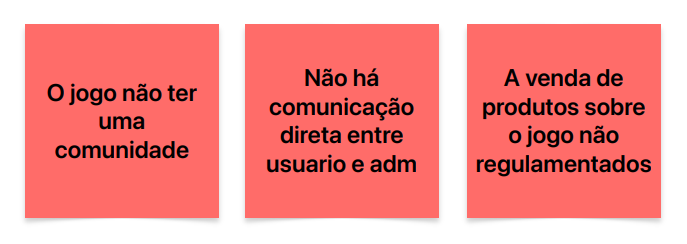 O jogo não ter
uma
comunidade
Não há
comunicação
direta entre
usuario e adm
A venda de
produtos sobre
o jogo não
regulamentados